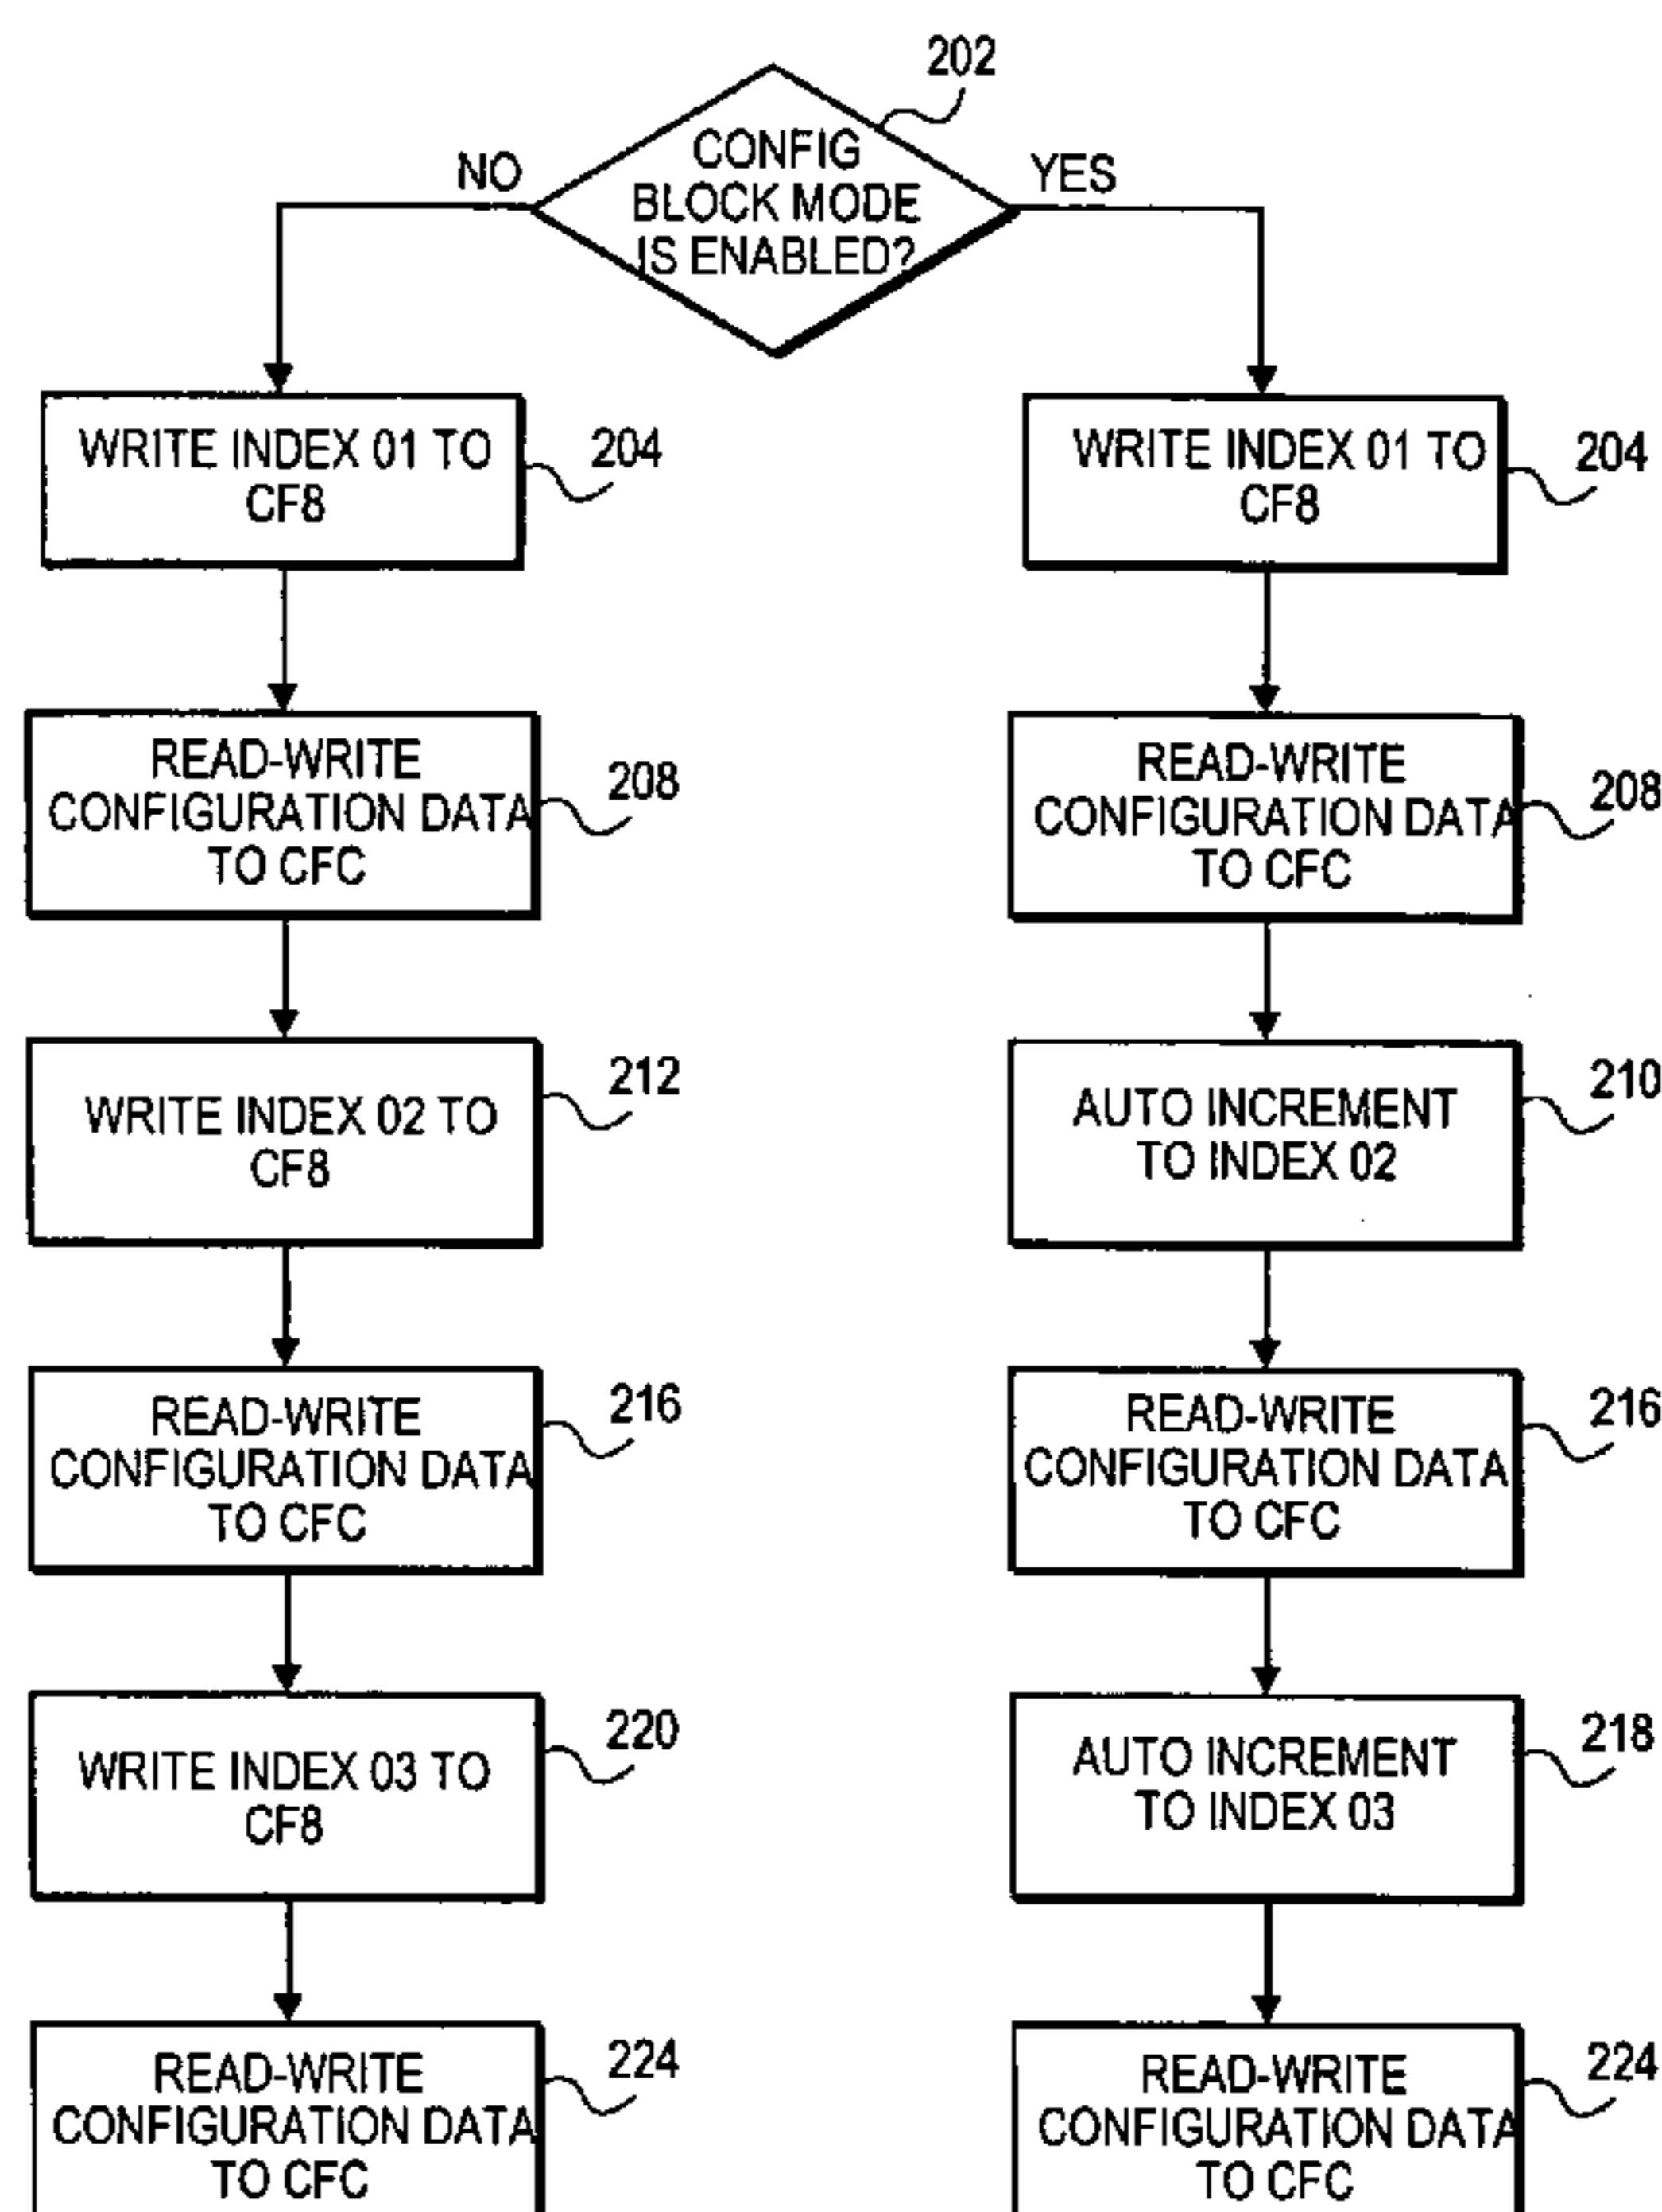 202
CONFIG
BLOCK MODE
IS ENABLED?
NO
YES
WRITE INDEX 01 TO
CF8
204
WRITE INDEX 01 TO
CF8
204
READ-WRITE
CONFIGURATION DATA
TO CFC
208
READ-WRITE
CONFIGURATION DATA
TO CFC
208
WRITE INDEX 02 TO
CF8
212
AUTO INCREMENT
TO INDEX 02
210
READ-WRITE
CONFIGURATION DATA
TO CFC
216
READ-WRITE
CONFIGURATION DATA
TO CFC
216
WRITE INDEX 03 TO
CF8
220
AUTO INCREMENT
TO INDEX 03
218
READ-WRITE
CONFIGURATION DATA
TO CFC
224
READ-WRITE
CONFIGURATION DATA
TO CFC
224